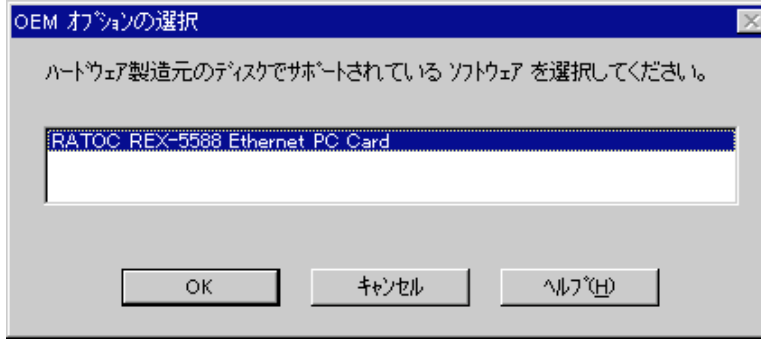 OEM ｵﾌﾟｼｮﾝの選択
ﾊｰﾄﾞｳｪｱ製造元のﾃﾞｨｽｸでｻﾎﾟｰﾄされている ｿﾌﾄｳｪｱ を選択してください。
RATOC REX-5588 Ethernet PC Card
OK
ｷｬﾝｾﾙ
ﾍﾙﾌﾟ(H)